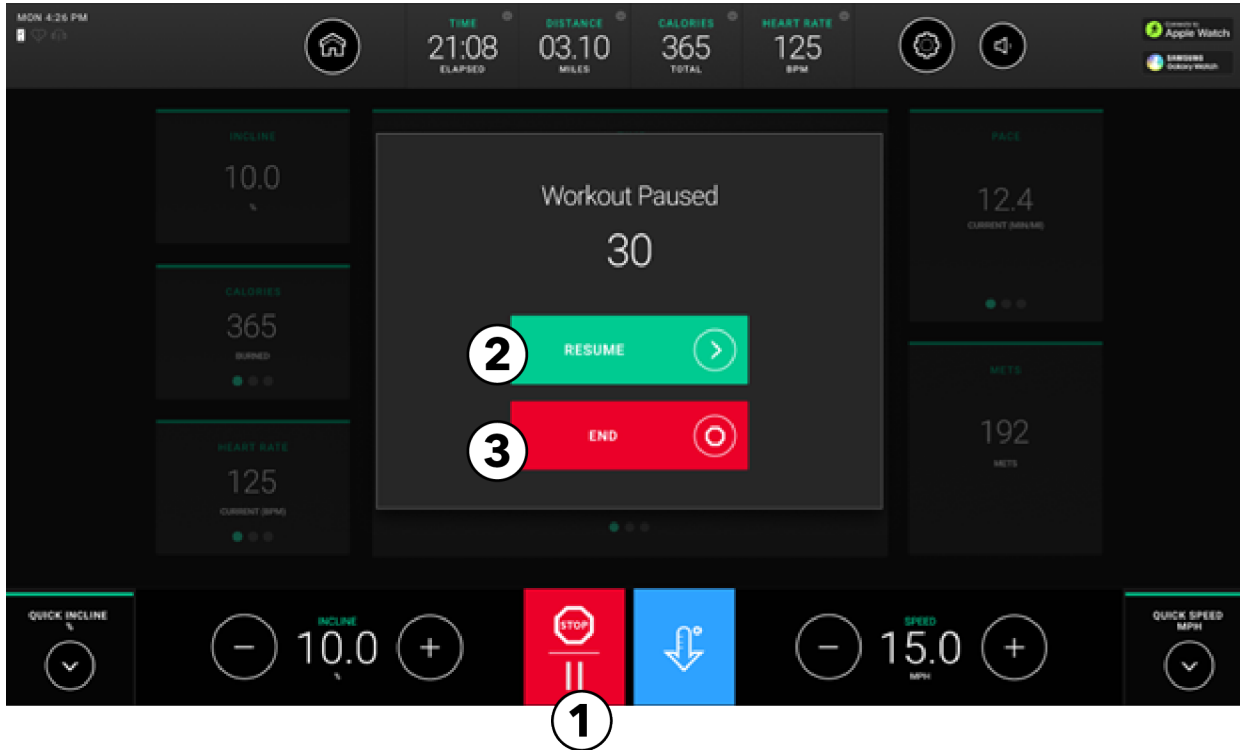 MON 4:26 PM
TIME
21:08
ELAPSED
DISTANCE
03.10
MILES
CALORIES
365
TOTAL
HEART RATE
125
BPM
Connects to
Apple Watch
SAMSUNG
Galaxy Watch
INCLINE
10.0
%
CALORIES
365
BURNED
HEART RATE
125
CURRENT (BPM)
Workout Paused
30
2
RESUME
3
END
PACE
12.4
CURRENT (MIN/MI)
METS
192
METS
QUICK INCLINE
%
INCLINE
10.0
%
STOP
1
SPEED
15.0
MPH
QUICK SPEED
MPH